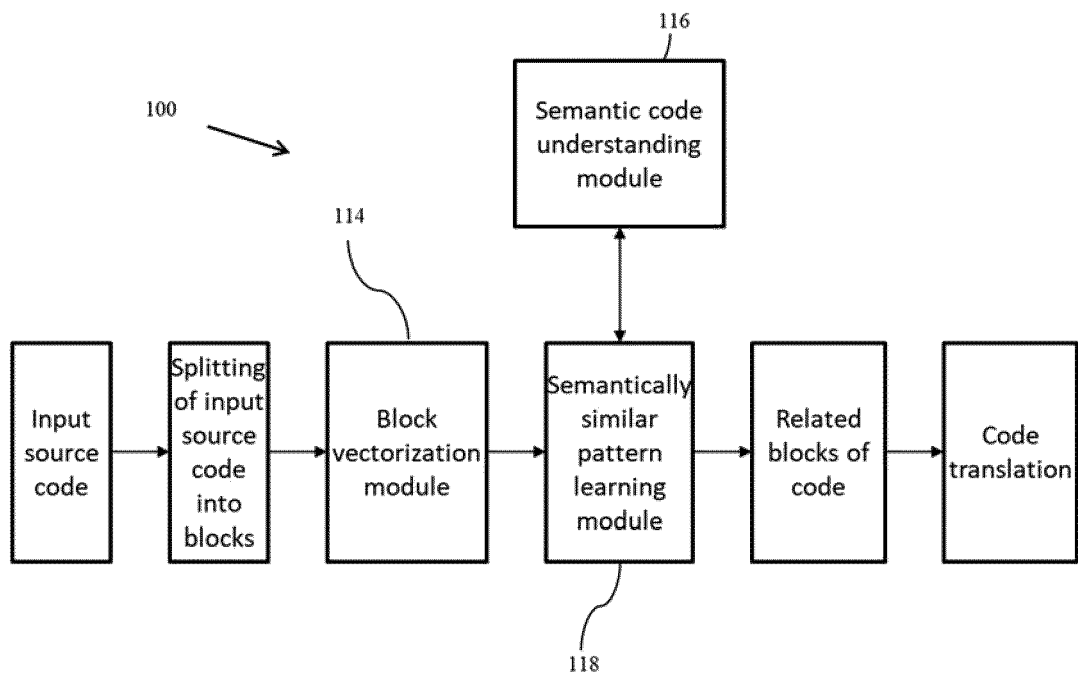 116
Semantic code
understanding
module
100
114
Input
source
code
Splitting
of input
source
code
into
blocks
Block
vectorization
module
Semantically
similar
pattern
learning
module
Related
blocks of
code
Code
translation
118